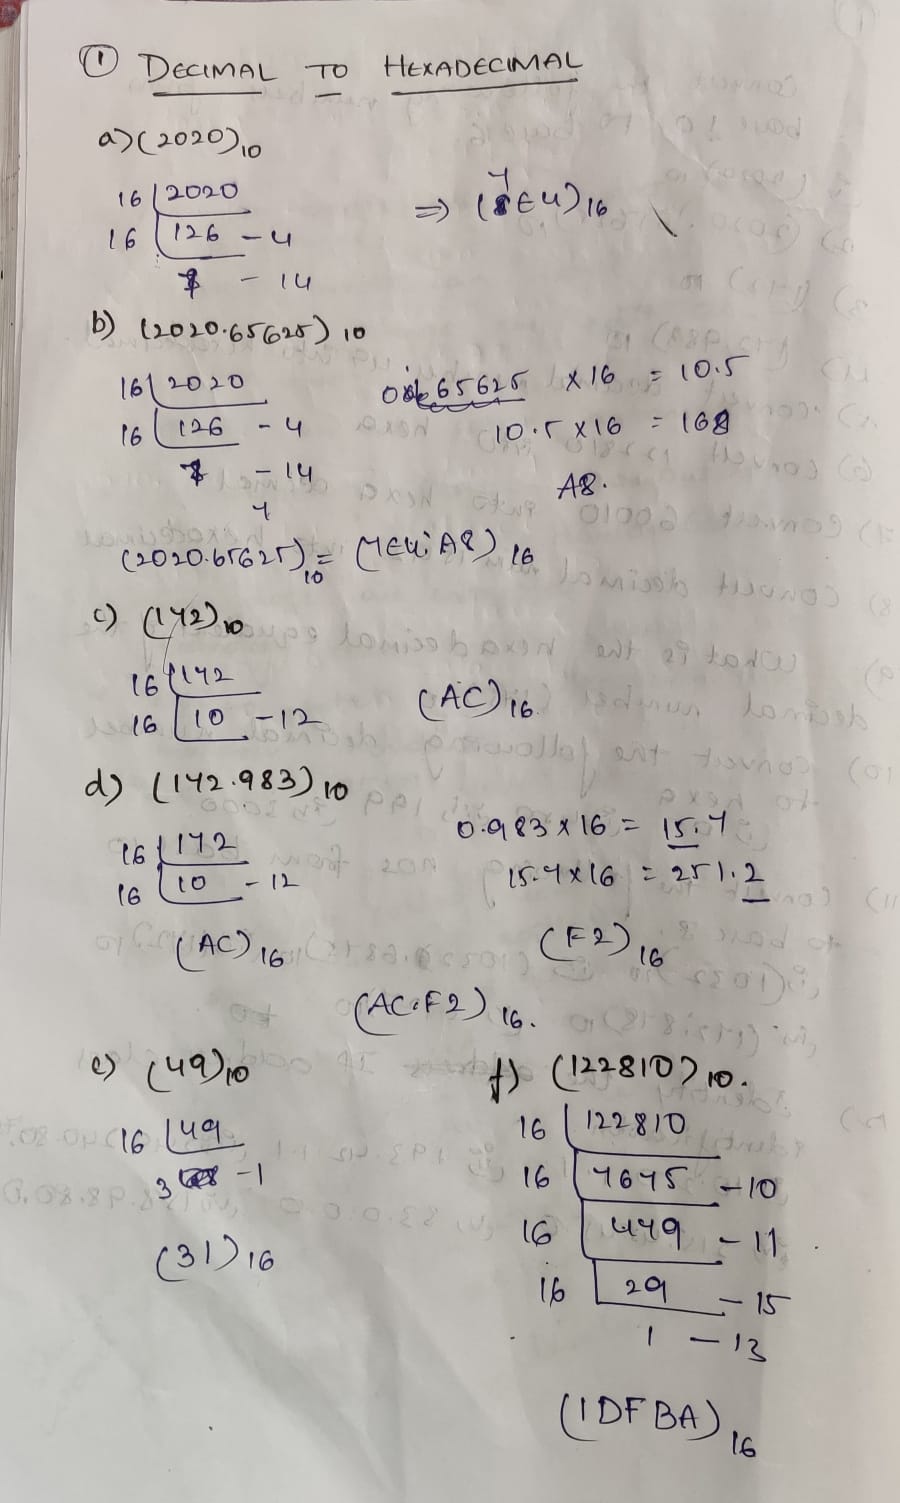 ① DECIMAL TO HEXADECIMAL
a) (2020)10
16 | 2020
16 | 126 - 4
7 - 14
⇒ (7E4)16
b) (2020.65625)10
16 | 2020
16 | 126 - 4
7 - 14
65625 × 16 = 10.5
10.5 × 16 = 168
A8.
(2020.65625)10 = (7E4.A8)16
c) (172)10
16 | 172
16 | 10 - 12
(AC)16
d) (172.983)10
16 | 172
16 | 10 - 12
(AC)16
0.983 × 16 = 15.7
15.7 × 16 = 251.2
(F2)16
(AC.F2)16.
e) (49)10
16 | 49
3 - 1
(31)16
f) (122810)10.
16 | 122810
16 | 7675 - 10
16 | 479 - 11
16 | 29 - 15
1 - 13
(1DFBA)16